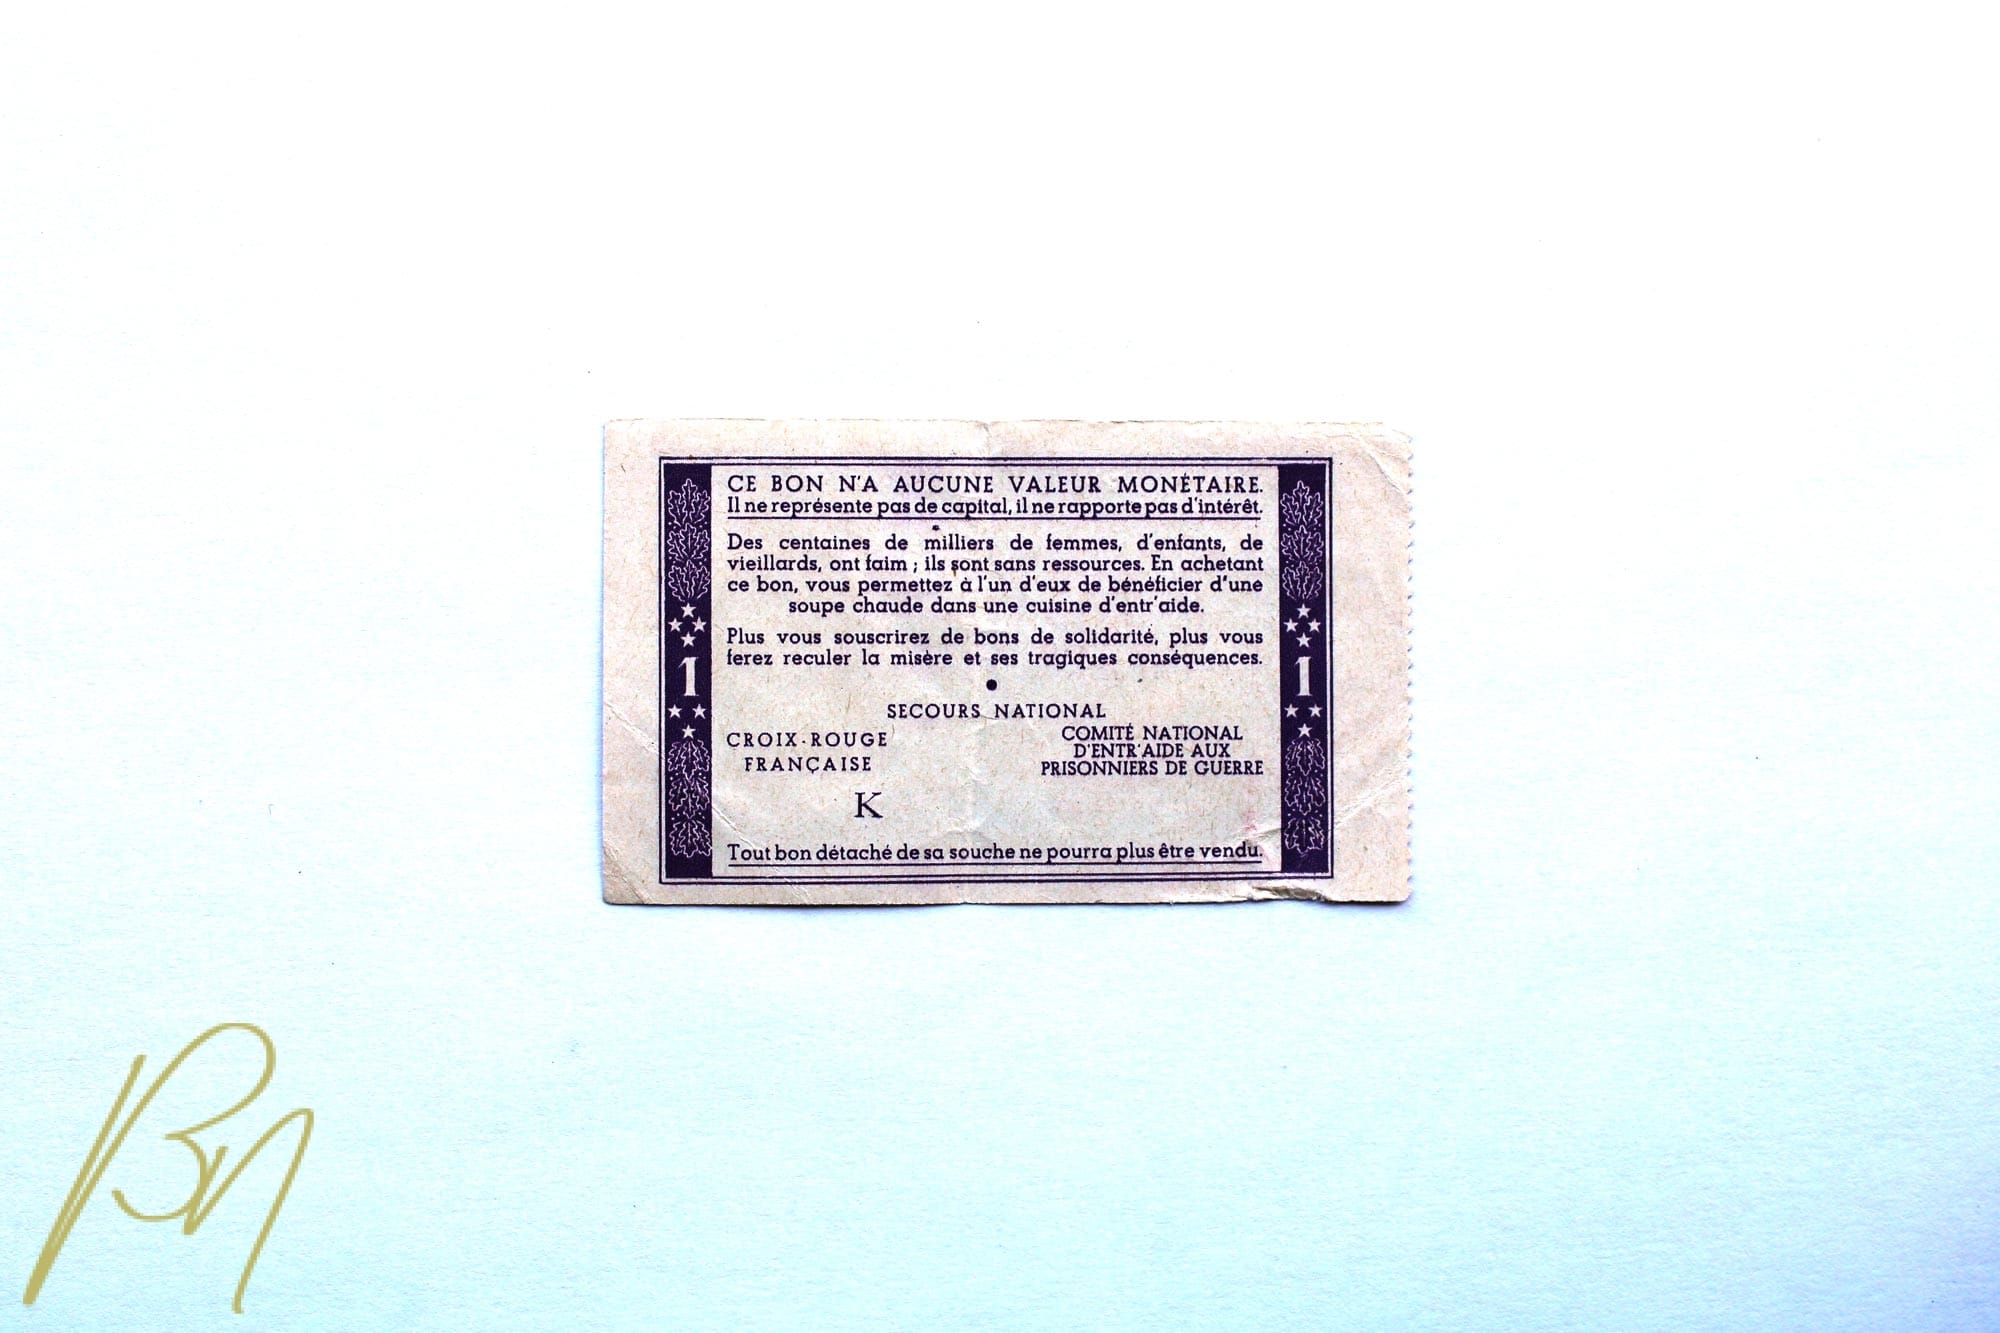 CE BON N'A AUCUNE VALEUR MONÉTAIRE.
Il ne représente pas de capital, il ne rapporte pas d'intérêt.
Des centaines de milliers de femmes, d'enfants, de
vieillards, ont faim ; ils sont sans ressources. En achetant
ce bon, vous permettez à l'un d'eux de bénéficier d'une
soupe chaude dans une cuisine d'entr'aide.
Plus vous souscrirez de bons de solidarité, plus vous
ferez reculer la misère et ses tragiques conséquences.
1
1
SECOURS NATIONAL
CROIX-ROUGE
FRANÇAISE
COMITÉ NATIONAL
D'ENTR'AIDE AUX
PRISONNIERS DE GUERRE
K
Tout bon détaché de sa souche ne pourra plus être vendu.